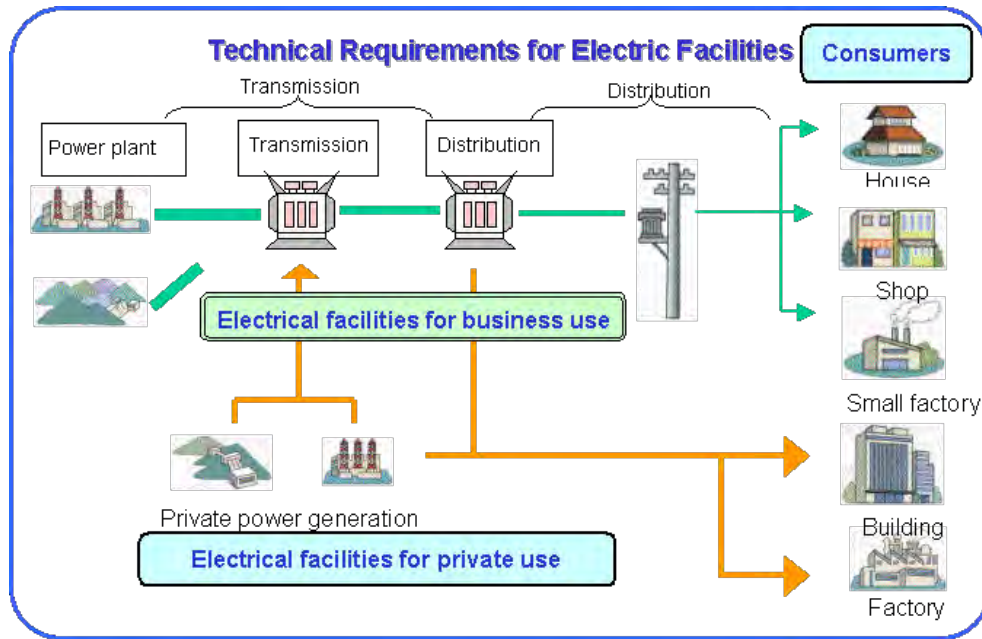 Technical Requirements for Electric Facilities
Consumers
Transmission
Distribution
Power plant
Transmission
Distribution
House
Shop
Electrical facilities for business use
Small factory
Private power generation
Building
Electrical facilities for private use
Factory